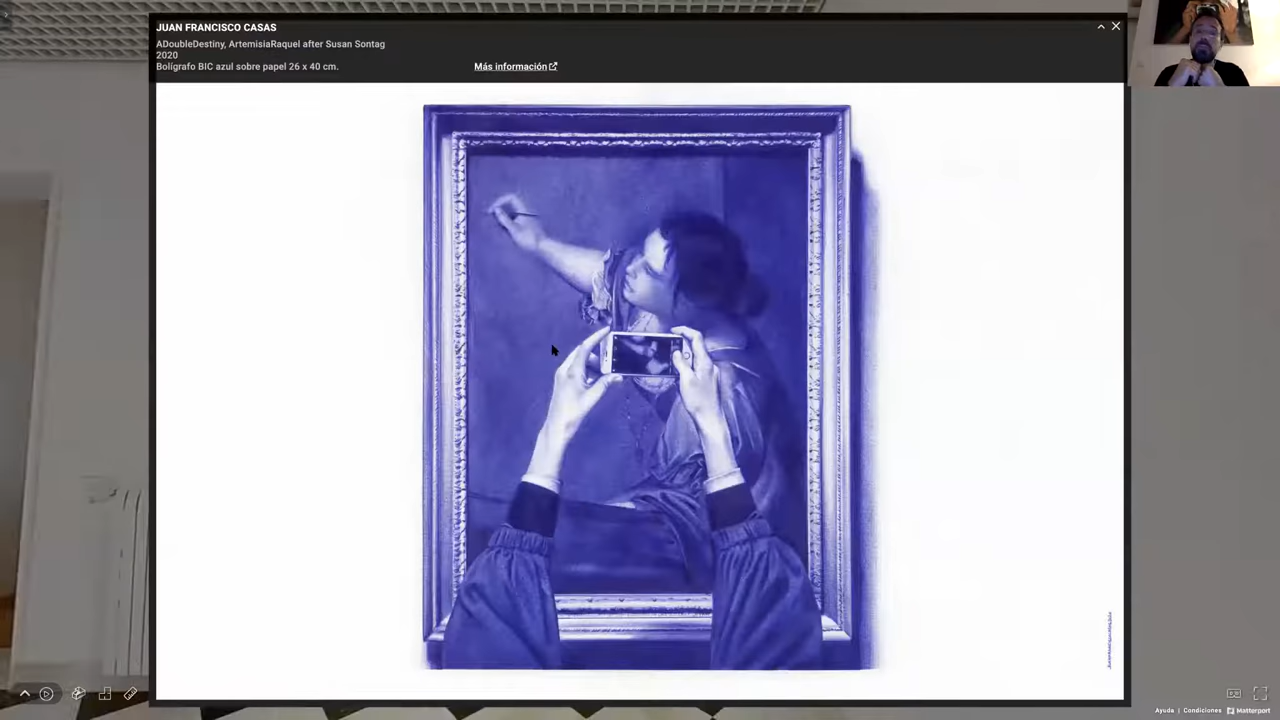 JUAN FRANCISCO CASAS
ADoubleDestiny, ArtemisiaRaquel after Susan Sontag
2020
Bolígrafo BIC azul sobre papel 26 x 40 cm.
Más información
Ayuda | Condiciones Matterport